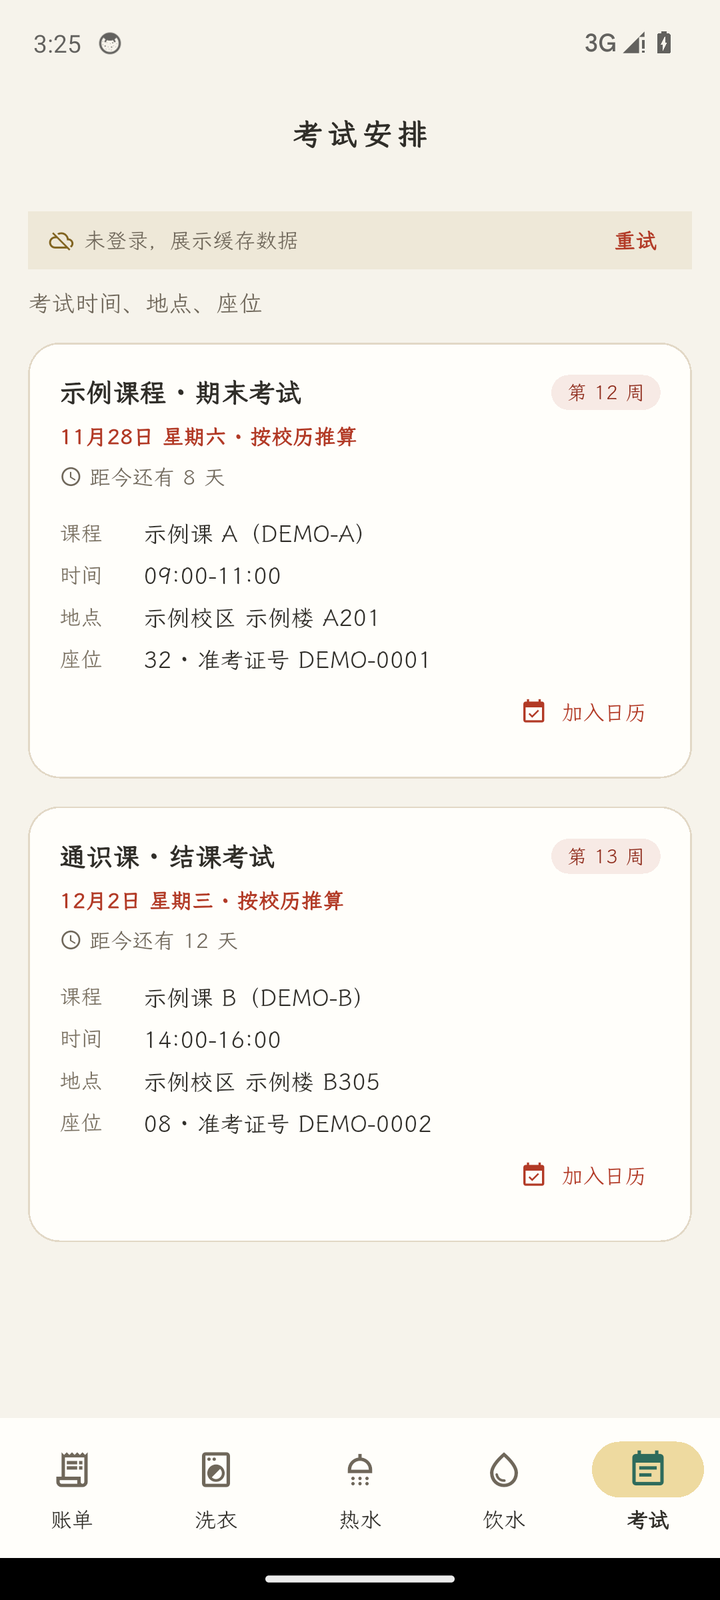 3:25
3G
考试安排
未登录，展示缓存数据
重试
考试时间、地点、座位
示例课程·期末考试
第 12 周
11月28日 星期六·按校历推算
距今还有 8 天
课程 示例课 A（DEMO-A）
时间 09:00-11:00
地点 示例校区 示例楼 A201
座位 32·准考证号 DEMO-0001
加入日历
通识课·结课考试
第 13 周
12月2日 星期三·按校历推算
距今还有 12 天
课程 示例课 B（DEMO-B）
时间 14:00-16:00
地点 示例校区 示例楼 B305
座位 08·准考证号 DEMO-0002
加入日历
账单 洗衣 热水 饮水 考试